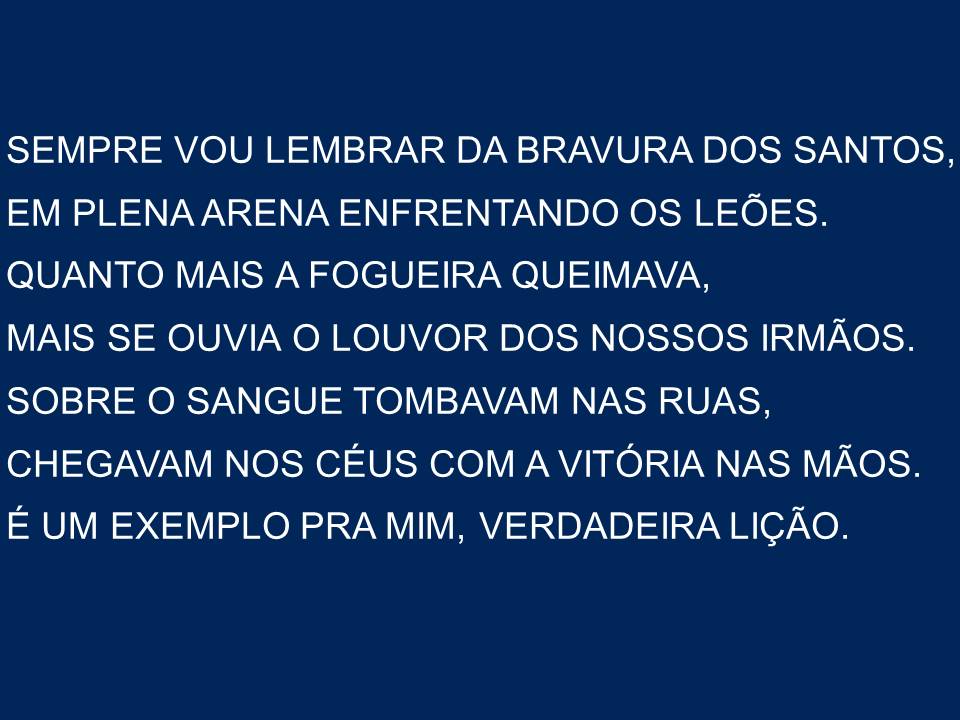 SEMPRE VOU LEMBRAR DA BRAVURA DOS SANTOS,
EM PLENA ARENA ENFRENTANDO OS LEÕES.
QUANTO MAIS A FOGUEIRA QUEIMAVA,
MAIS SE OUVIA O LOUVOR DOS NOSSOS IRMÃOS.
SOBRE O SANGUE TOMBAVAM NAS RUAS,
CHEGAVAM NOS CÉUS COM A VITÓRIA NAS MÃOS.
É UM EXEMPLO PRA MIM, VERDADEIRA LIÇÃO.